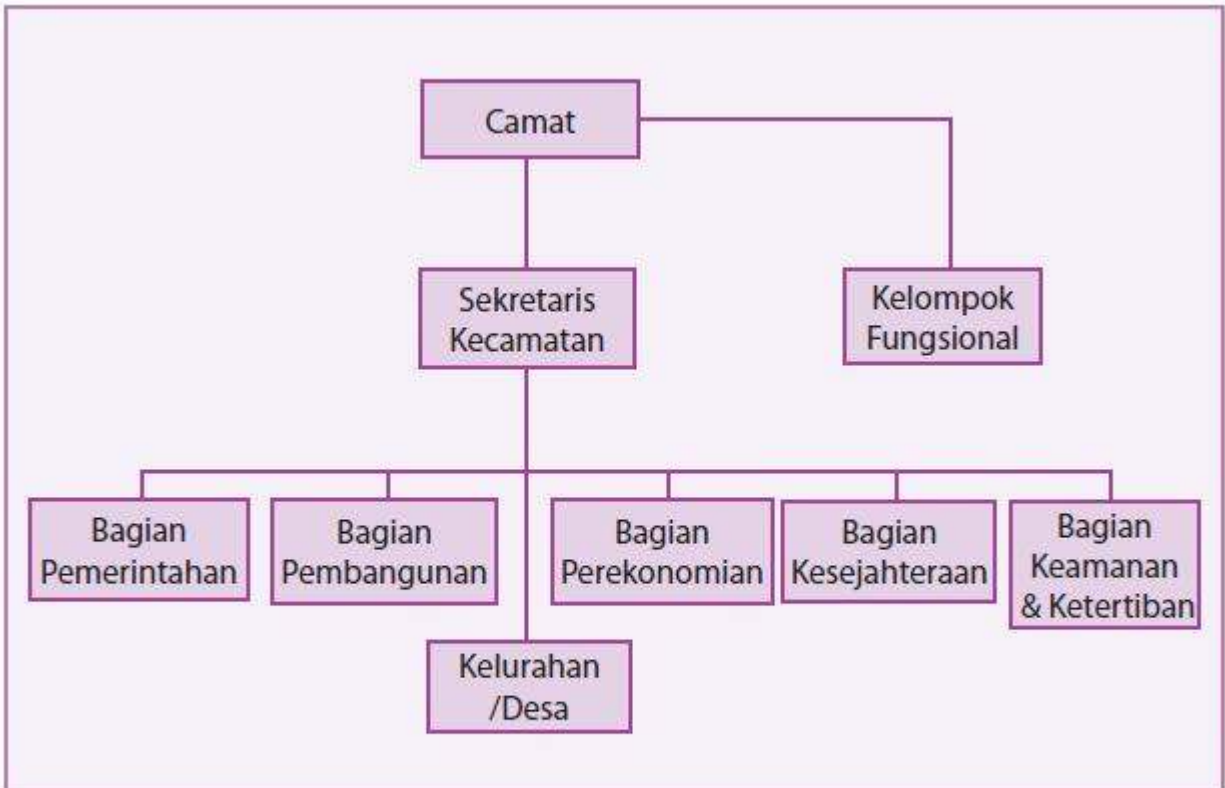 Camat
Sekretaris
Kecamatan
Kelompok
Fungsional
Bagian
Pemerintahan
Bagian
Pembangunan
Bagian
Perekonomian
Bagian
Kesejahteraan
Bagian
Keamanan
& Ketertiban
Kelurahan
/Desa